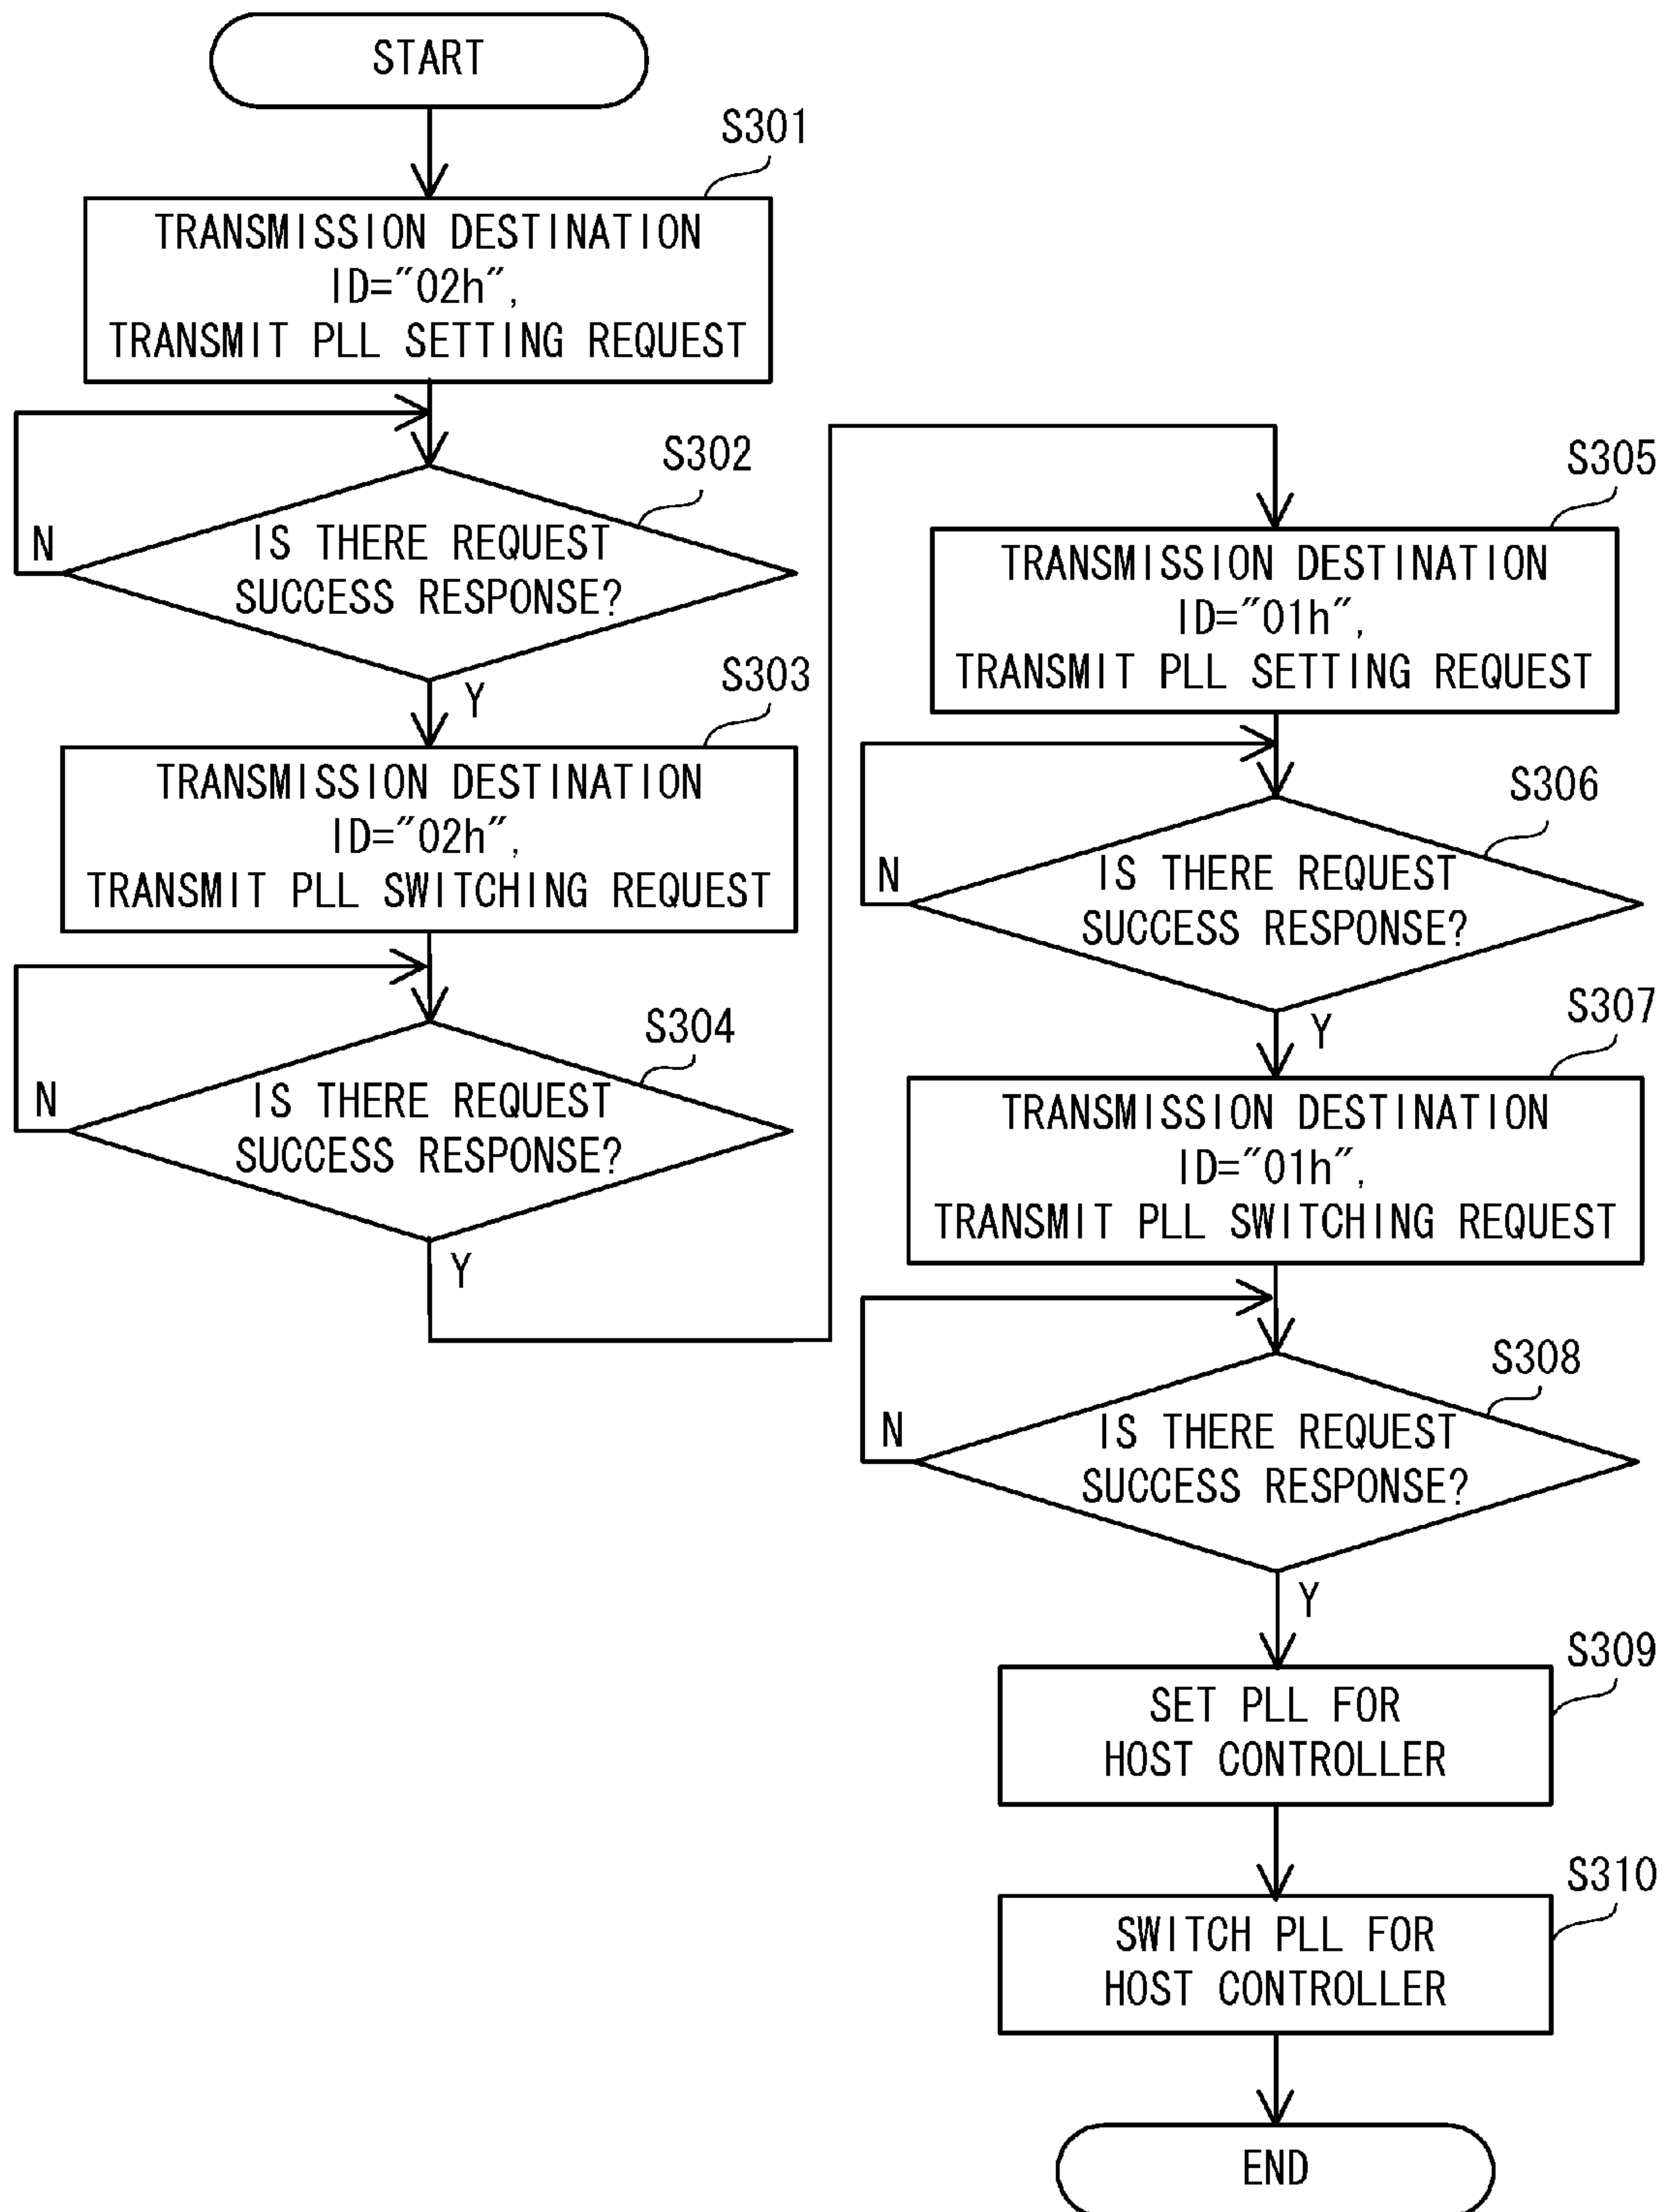 START
S301
TRANSMISSION DESTINATION
ID="02h",
TRANSMIT PLL SETTING REQUEST
S302
IS THERE REQUEST
SUCCESS RESPONSE?
N
Y
S303
TRANSMISSION DESTINATION
ID="02h",
TRANSMIT PLL SWITCHING REQUEST
S304
IS THERE REQUEST
SUCCESS RESPONSE?
N
Y
S305
TRANSMISSION DESTINATION
ID="01h",
TRANSMIT PLL SETTING REQUEST
S306
IS THERE REQUEST
SUCCESS RESPONSE?
N
Y
S307
TRANSMISSION DESTINATION
ID="01h",
TRANSMIT PLL SWITCHING REQUEST
S308
IS THERE REQUEST
SUCCESS RESPONSE?
N
Y
S309
SET PLL FOR
HOST CONTROLLER
S310
SWITCH PLL FOR
HOST CONTROLLER
END